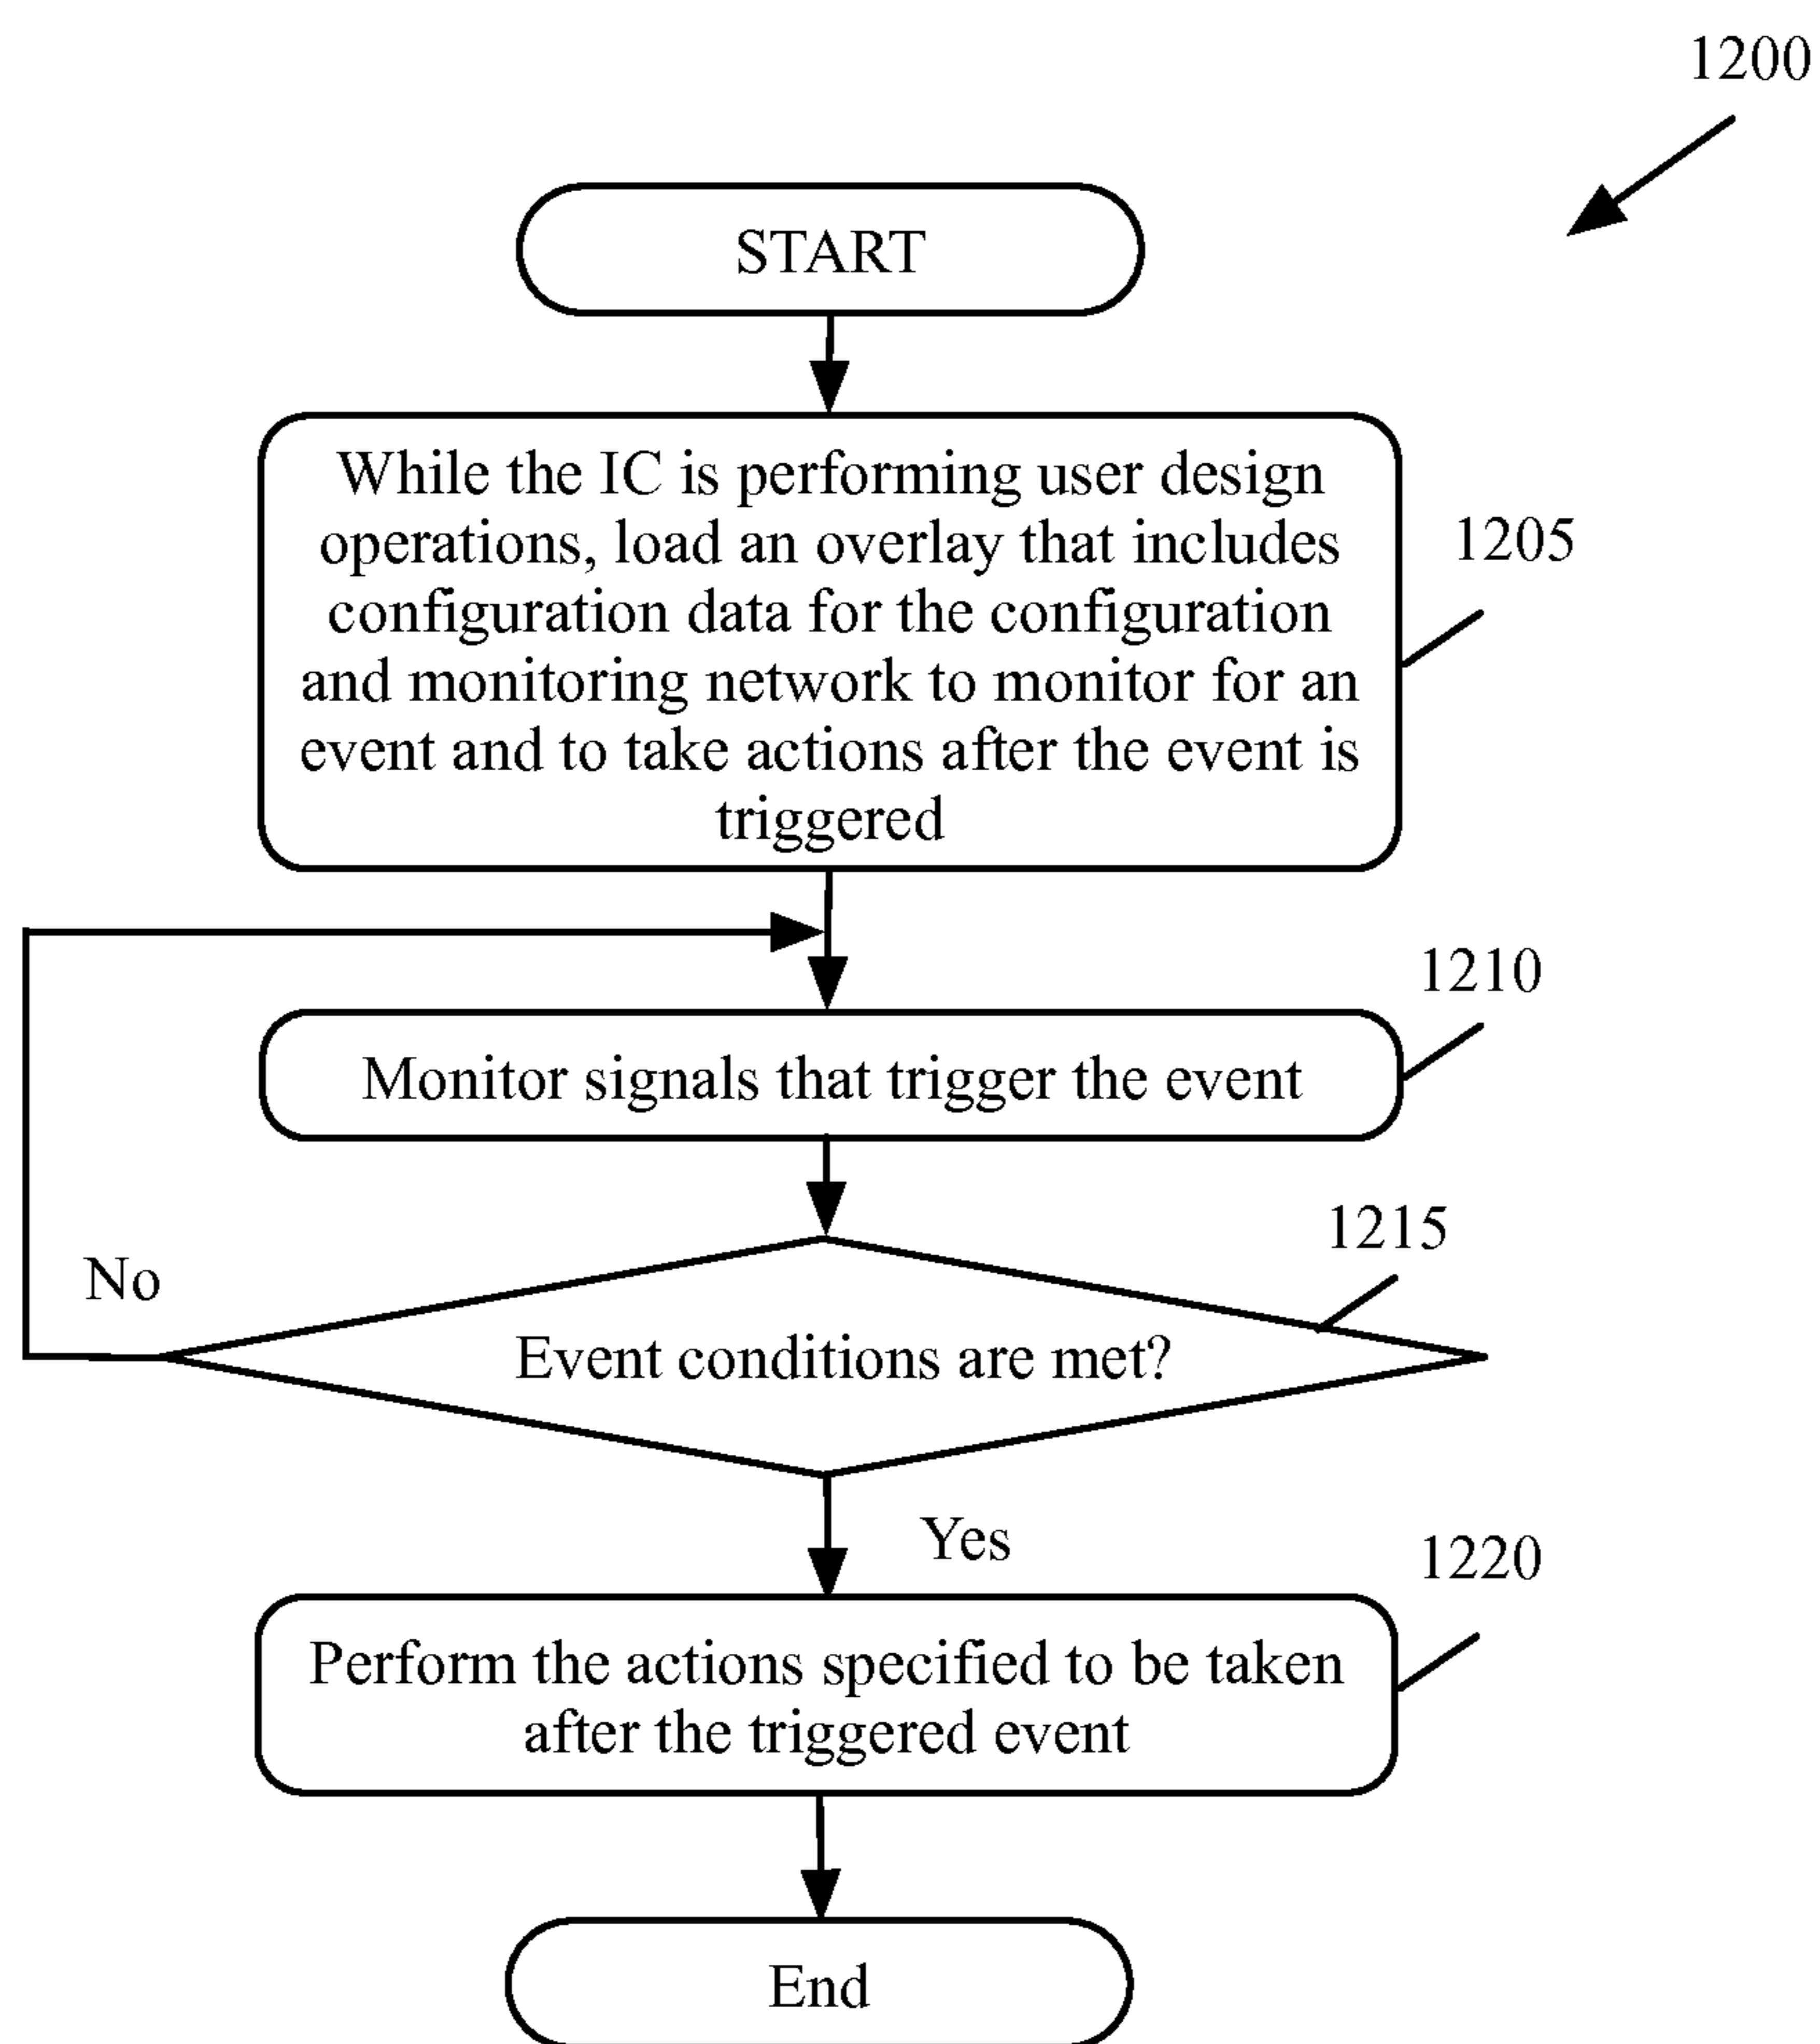 1200
START
While the IC is performing user design
operations, load an overlay that includes
configuration data for the configuration
and monitoring network to monitor for an
event and to take actions after the event is
triggered
1205
1210
Monitor signals that trigger the event
1215
No
Event conditions are met?
Yes
1220
Perform the actions specified to be taken
after the triggered event
End